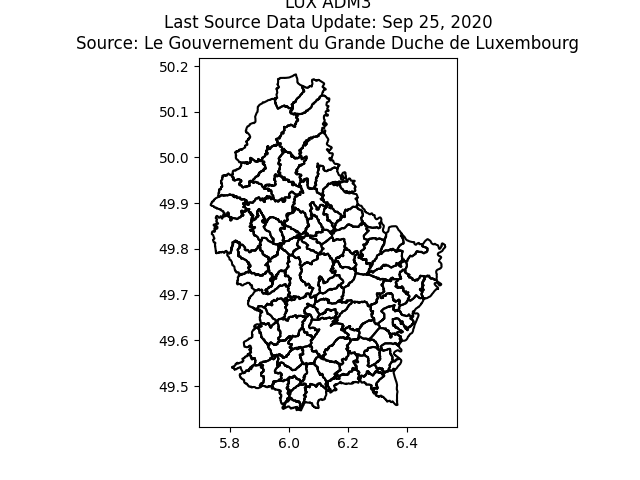 LUX ADM3
Last Source Data Update: Sep 25, 2020
Source: Le Gouvernement du Grande Duche de Luxembourg
50.2
50.1
50.0
49.9
49.8
49.7
49.6
49.5
5.8 6.0 6.2 6.4